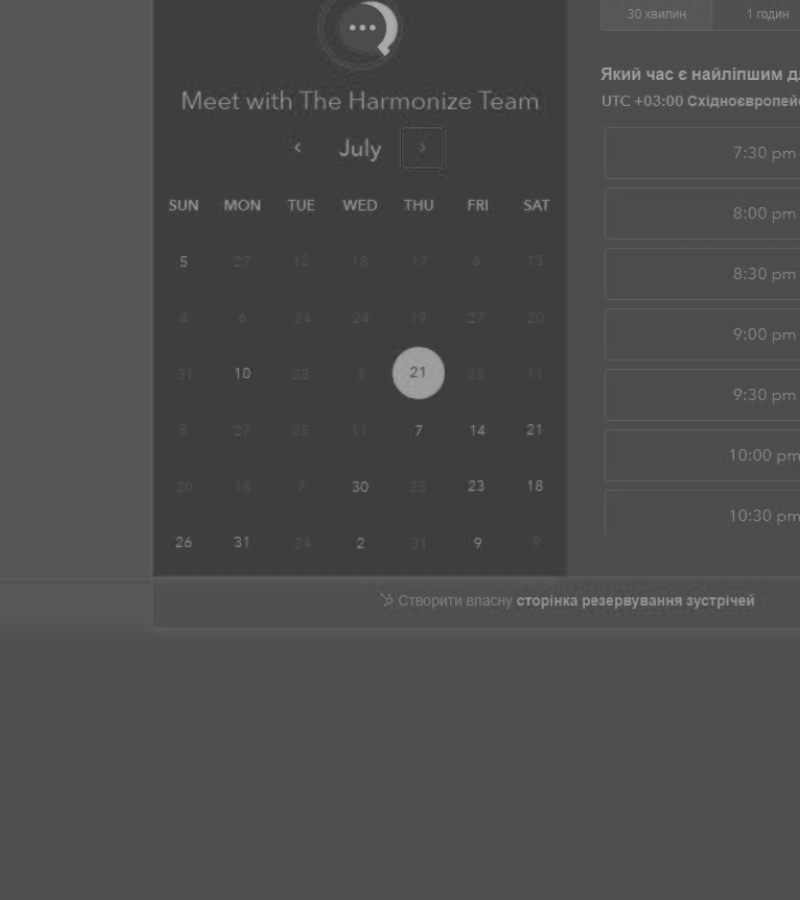 Meet with The Harmonize Team
‹ July ›
SUN MON TUE WED THU FRI SAT
5 27 12 18 17 6 13
4 6 24 24 19 27 20
31 10 28 3 21 25 11
5 27 25 11 7 14 21
20 18 7 30 25 23 18
26 31 24 2 31 9 9
30 хвилин 1 годин
Який час є найліпшим д
UTC +03:00 Східноєвропей
7:30 pm
8:00 pm
8:30 pm
9:00 pm
9:30 pm
10:00 pm
10:30 pm
Створити власну сторінка резервування зустрічей